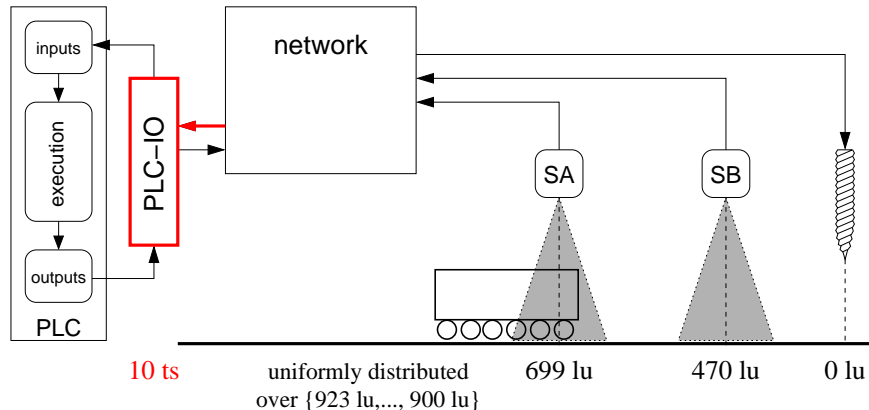 inputs
execution
outputs
PLC
PLC–IO
network
SA
SB
10 ts
uniformly distributed
over {923 lu,..., 900 lu}
699 lu
470 lu
0 lu